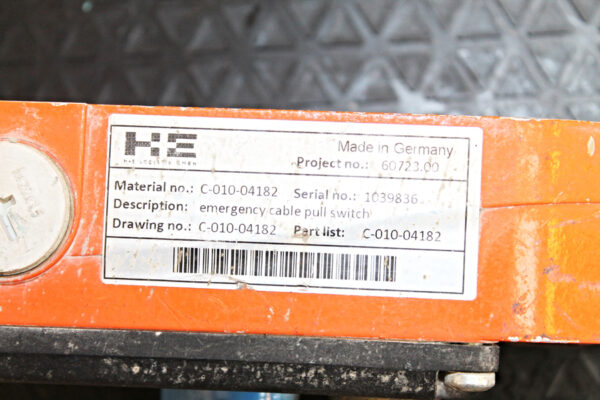 H·E
Made in Germany
Project no.: 60723.00
Material no.: C-010-04182 Serial no.: 1039836
Description: emergency cable pull switch
Drawing no.: C-010-04182 Part list: C-010-04182